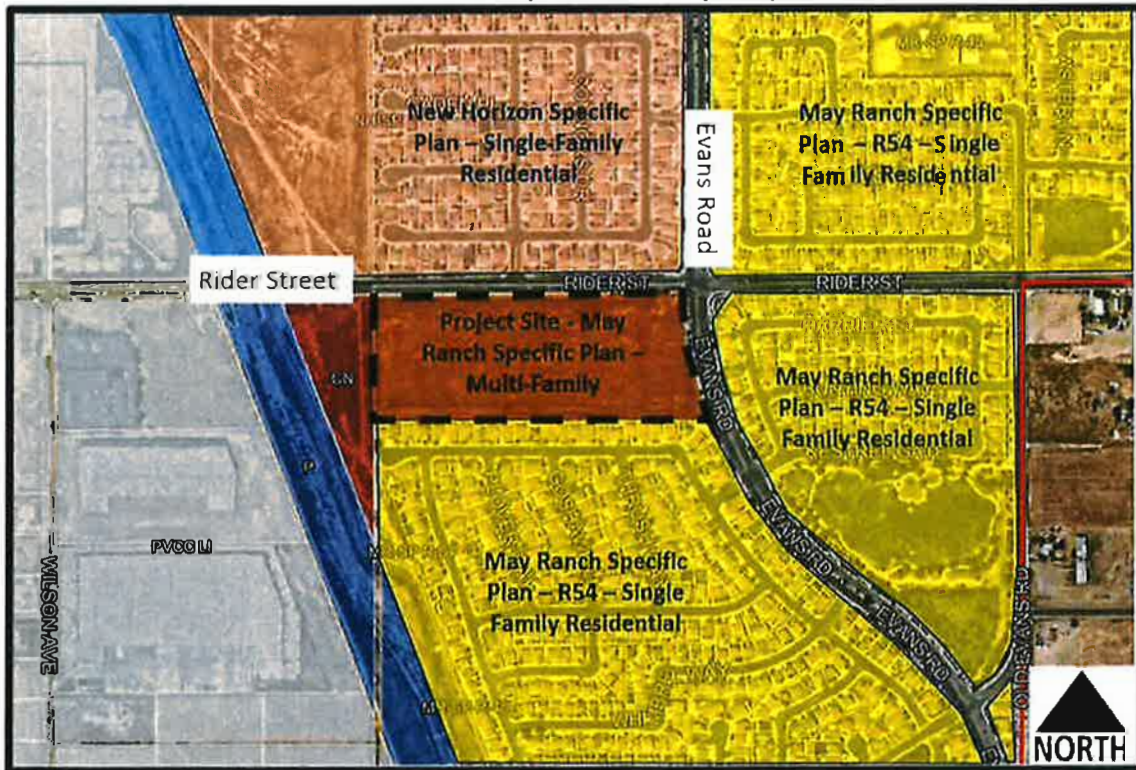 New Horizon Specific
Plan – Single-Family
Residential
Evans Road
May Ranch Specific
Plan – R54 – Single
Family Residential
Rider Street
RIDER ST
RIDER ST
Project Site - May
Ranch Specific Plan –
Multi-Family
CN
EVANS RD
May Ranch Specific
Plan – R54 – Single
Family Residential
P
PVCC LI
WILSON AVE
May Ranch Specific
Plan – R54 – Single
Family Residential
EVANS RD
EVANS RD
NORTH